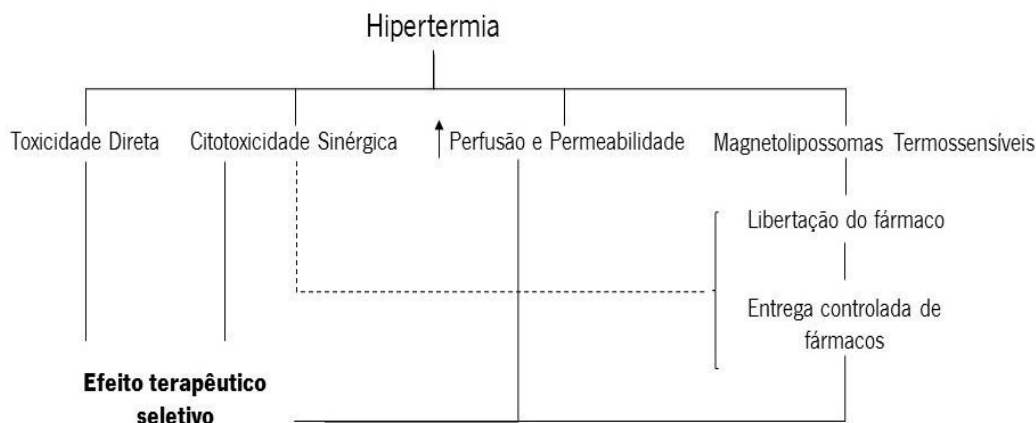 Hipertermia
Toxicidade Direta
Citotoxicidade Sinérgica
Perfusão e Permeabilidade
Magnetolipossomas Termossensíveis
Libertação do fármaco
Entrega controlada de
fármacos
Efeito terapêutico
seletivo